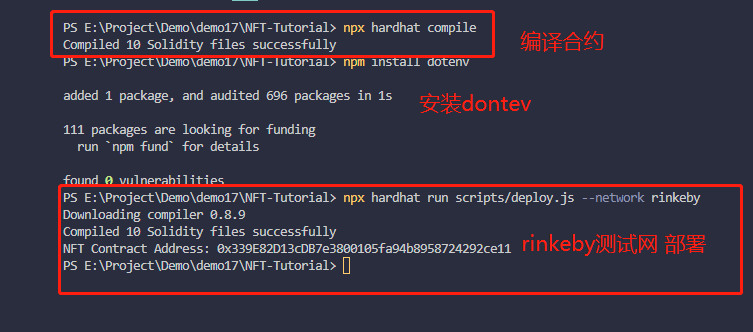 PS E:\Project\Demo\demo17\NFT-Tutorial> npx hardhat compile
Compiled 10 Solidity files successfully
编译合约
PS E:\Project\Demo\demo17\NFT-Tutorial> npm install dotenv
added 1 package, and audited 696 packages in 1s
安装dontev
111 packages are looking for funding
run `npm fund` for details
found 0 vulnerabilities
PS E:\Project\Demo\demo17\NFT-Tutorial> npx hardhat run scripts/deploy.js --network rinkeby
Downloading compiler 0.8.9
Compiled 10 Solidity files successfully
NFT Contract Address: 0x339E82D13cDB7e3800105fa94b8958724292ce11
rinkeby测试网 部署
PS E:\Project\Demo\demo17\NFT-Tutorial>